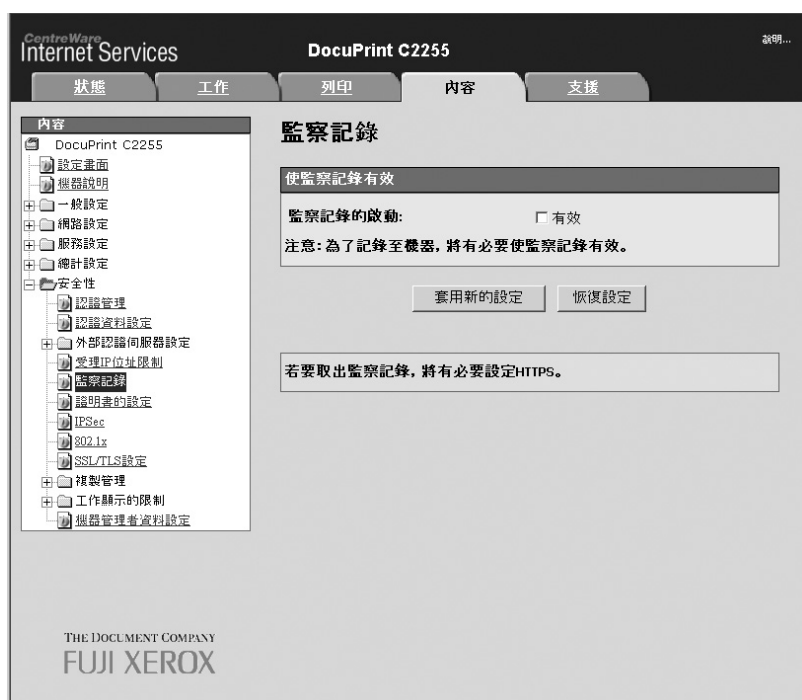 CentreWare
Internet Services
DocuPrint C2255
說明...
狀態
工作
列印
內容
支援
內容
DocuPrint C2255
設定畫面
機器說明
一般設定
網路設定
服務設定
總計設定
安全性
認證管理
認證資料設定
外部認證伺服器設定
受理IP位址限制
監察記錄
證明書的設定
IPSec
802.1x
SSL/TLS設定
複製管理
工作顯示的限制
機器管理者資料設定
監察記錄
使監察記錄有效
監察記錄的啟動:
有效
注意:為了記錄至機器,將有必要使監察記錄有效。
套用新的設定
恢復設定
若要取出監察記錄,將有必要設定HTTPS。
THE DOCUMENT COMPANY
FUJI XEROX